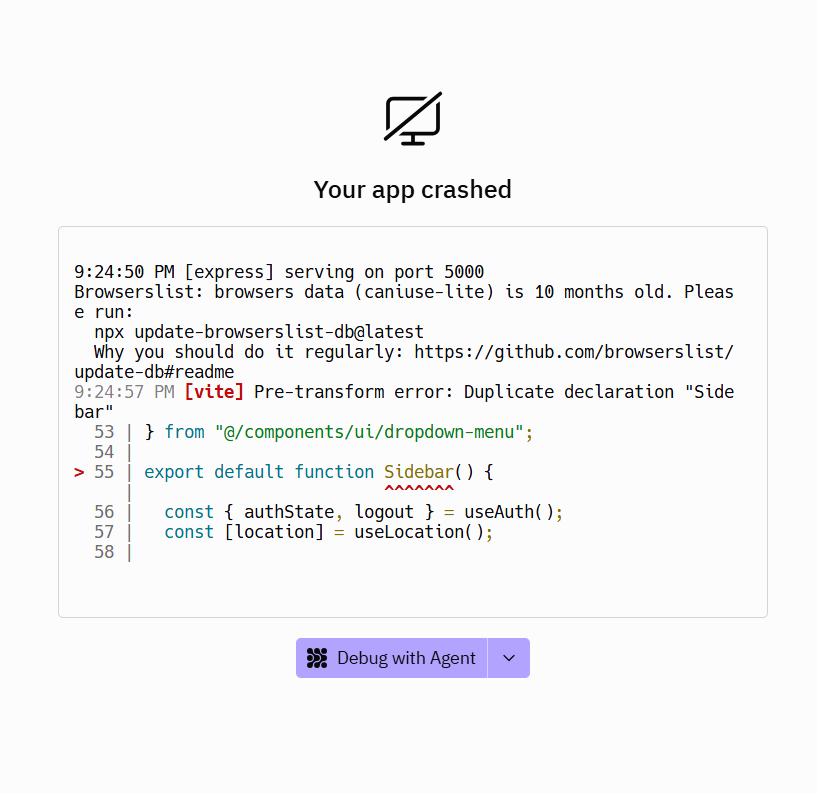 Your app crashed
9:24:50 PM [express] serving on port 5000
Browserslist: browsers data (caniuse-lite) is 10 months old. Pleas
e run:
  npx update-browserslist-db@latest
  Why you should do it regularly: https://github.com/browserslist/
update-db#readme
9:24:57 PM [vite] Pre-transform error: Duplicate declaration "Side
bar"
  53 | } from "@/components/ui/dropdown-menu";
  54 |
> 55 | export default function Sidebar() {
     |                         ^^^^^^^
  56 |   const { authState, logout } = useAuth();
  57 |   const [location] = useLocation();
  58 |
Debug with Agent